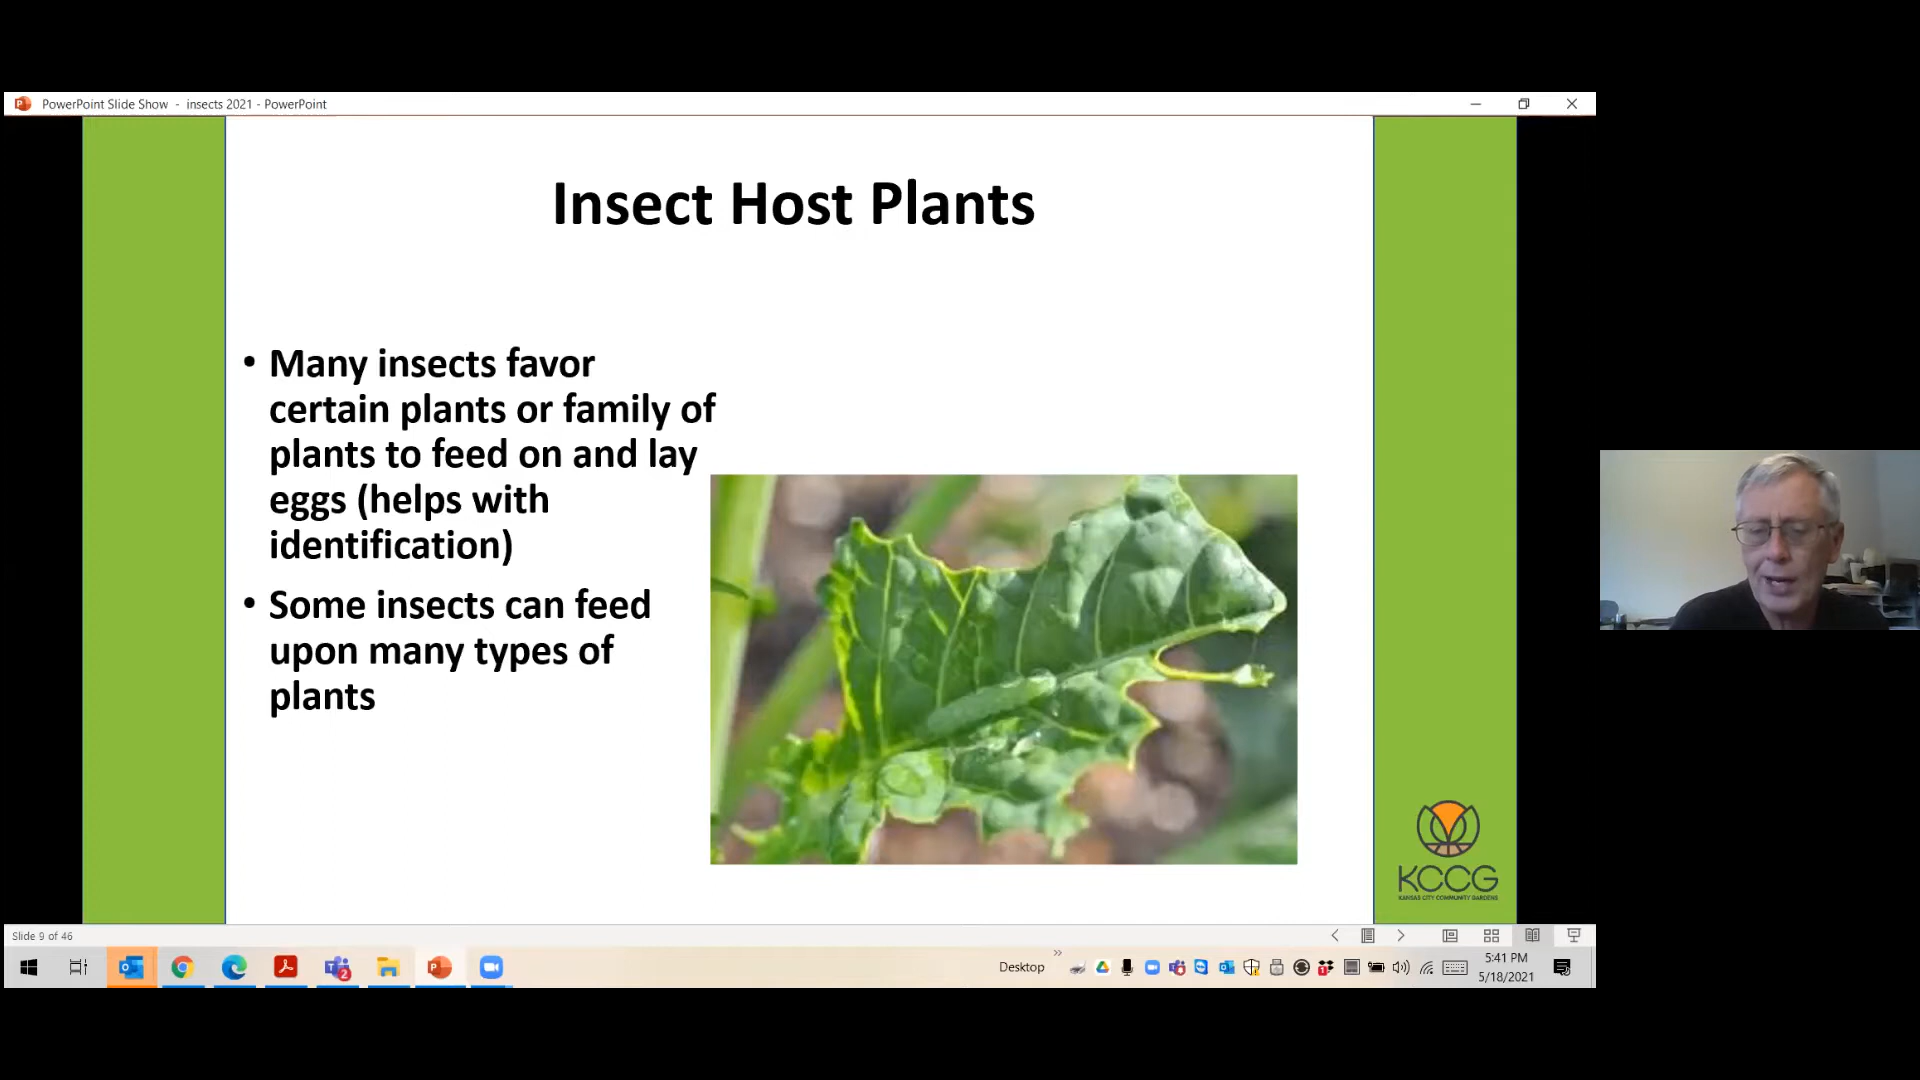 PowerPoint Slide Show - insects 2021 - PowerPoint
Insect Host Plants
• Many insects favor
certain plants or family of
plants to feed on and lay
eggs (helps with
identification)
• Some insects can feed
upon many types of
plants
KCCG
KANSAS CITY COMMUNITY GARDENS
Slide 9 of 46
Desktop
5:41 PM
5/18/2021